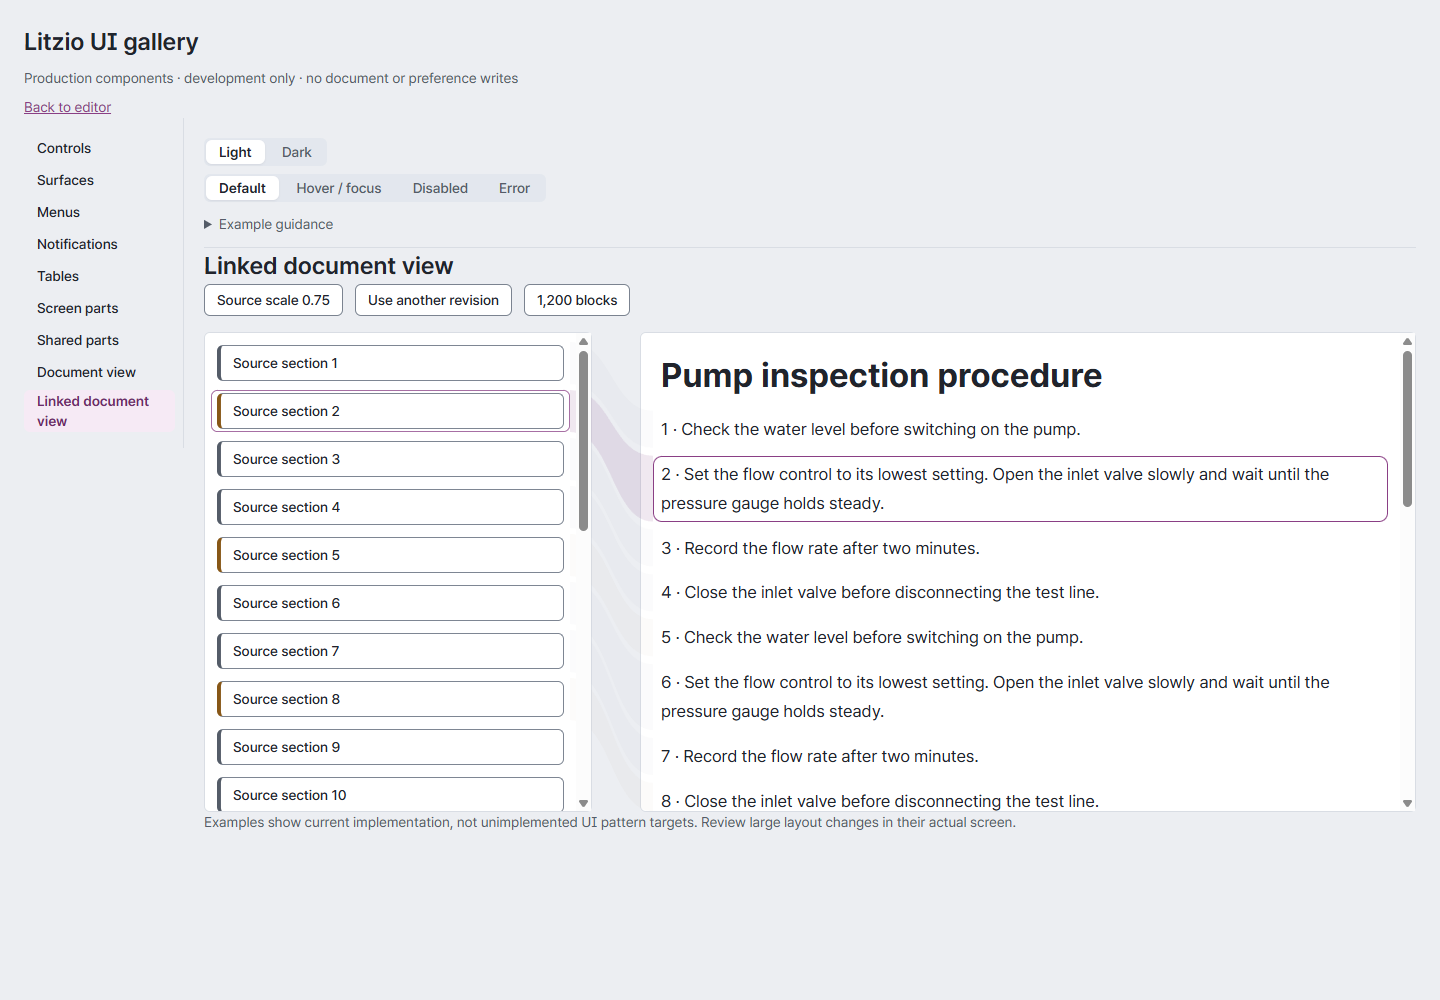 Litzio UI gallery
Production components · development only · no document or preference writes
Back to editor
Controls
Surfaces
Menus
Notifications
Tables
Screen parts
Shared parts
Document view
Linked document
view
Light Dark
Default Hover / focus Disabled Error
Example guidance
Linked document view
Source scale 0.75 Use another revision 1,200 blocks
Source section 1
Source section 2
Source section 3
Source section 4
Source section 5
Source section 6
Source section 7
Source section 8
Source section 9
Source section 10
Pump inspection procedure
1 · Check the water level before switching on the pump.
2 · Set the flow control to its lowest setting. Open the inlet valve slowly and wait until the
pressure gauge holds steady.
3 · Record the flow rate after two minutes.
4 · Close the inlet valve before disconnecting the test line.
5 · Check the water level before switching on the pump.
6 · Set the flow control to its lowest setting. Open the inlet valve slowly and wait until the
pressure gauge holds steady.
7 · Record the flow rate after two minutes.
8 · Close the inlet valve before disconnecting the test line.
Examples show current implementation, not unimplemented UI pattern targets. Review large layout changes in their actual screen.